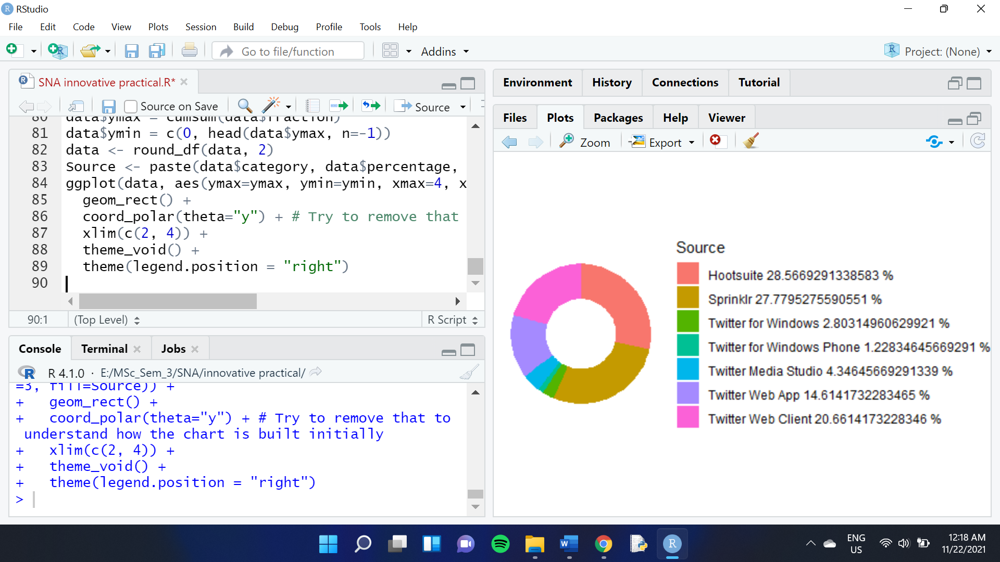 RStudio
File Edit Code View Plots Session Build Debug Profile Tools Help
Go to file/function Addins Project: (None)
SNA innovative practical.R*
Source on Save Source
80 data$ymax = cumsum(data$fraction)
81 data$ymin = c(0, head(data$ymax, n=-1))
82 data <- round_df(data, 2)
83 Source <- paste(data$category, data$percentage,
84 ggplot(data, aes(ymax=ymax, ymin=ymin, xmax=4, x
85 geom_rect() +
86 coord_polar(theta="y") + # Try to remove that
87 xlim(c(2, 4)) +
88 theme_void() +
89 theme(legend.position = "right")
90
90:1 (Top Level) R Script
Console Terminal Jobs
R 4.1.0 · E:/MSc_Sem_3/SNA/innovative practical/
=3, fill=Source)) +
+ geom_rect() +
+ coord_polar(theta="y") + # Try to remove that to
understand how the chart is built initially
+ xlim(c(2, 4)) +
+ theme_void() +
+ theme(legend.position = "right")
>
Environment History Connections Tutorial
Files Plots Packages Help Viewer
Zoom Export
Source
Hootsuite 28.5669291338583 %
Sprinklr 27.7795275590551 %
Twitter for Windows 2.80314960629921 %
Twitter for Windows Phone 1.22834645669291 %
Twitter Media Studio 4.34645669291339 %
Twitter Web App 14.6141732283465 %
Twitter Web Client 20.6614173228346 %
ENG
US
12:18 AM
11/22/2021